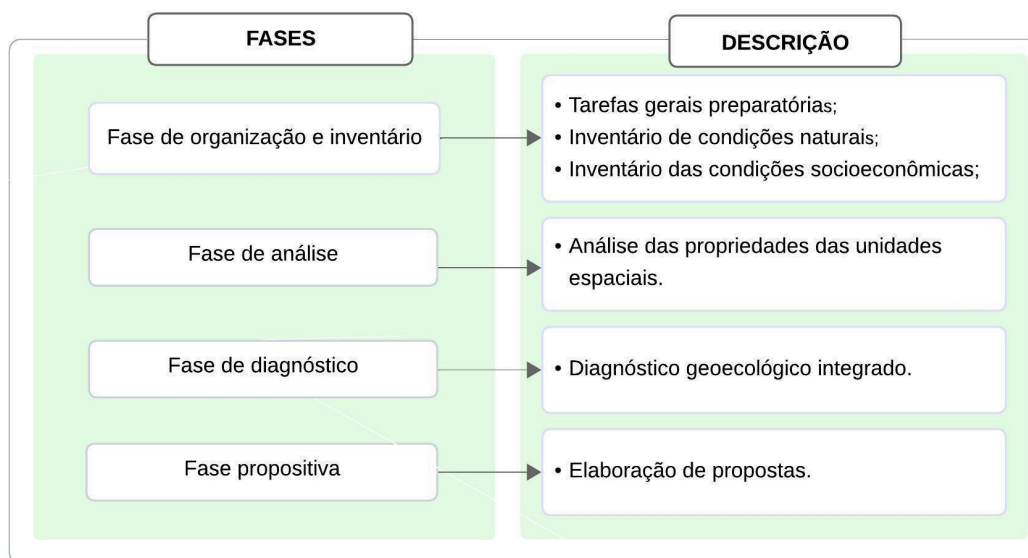 FASES
DESCRIÇÃO
Fase de organização e inventário
• Tarefas gerais preparatórias;
• Inventário de condições naturais;
• Inventário das condições socioeconômicas;
Fase de análise
• Análise das propriedades das unidades
espaciais.
Fase de diagnóstico
• Diagnóstico geoecológico integrado.
Fase propositiva
• Elaboração de propostas.